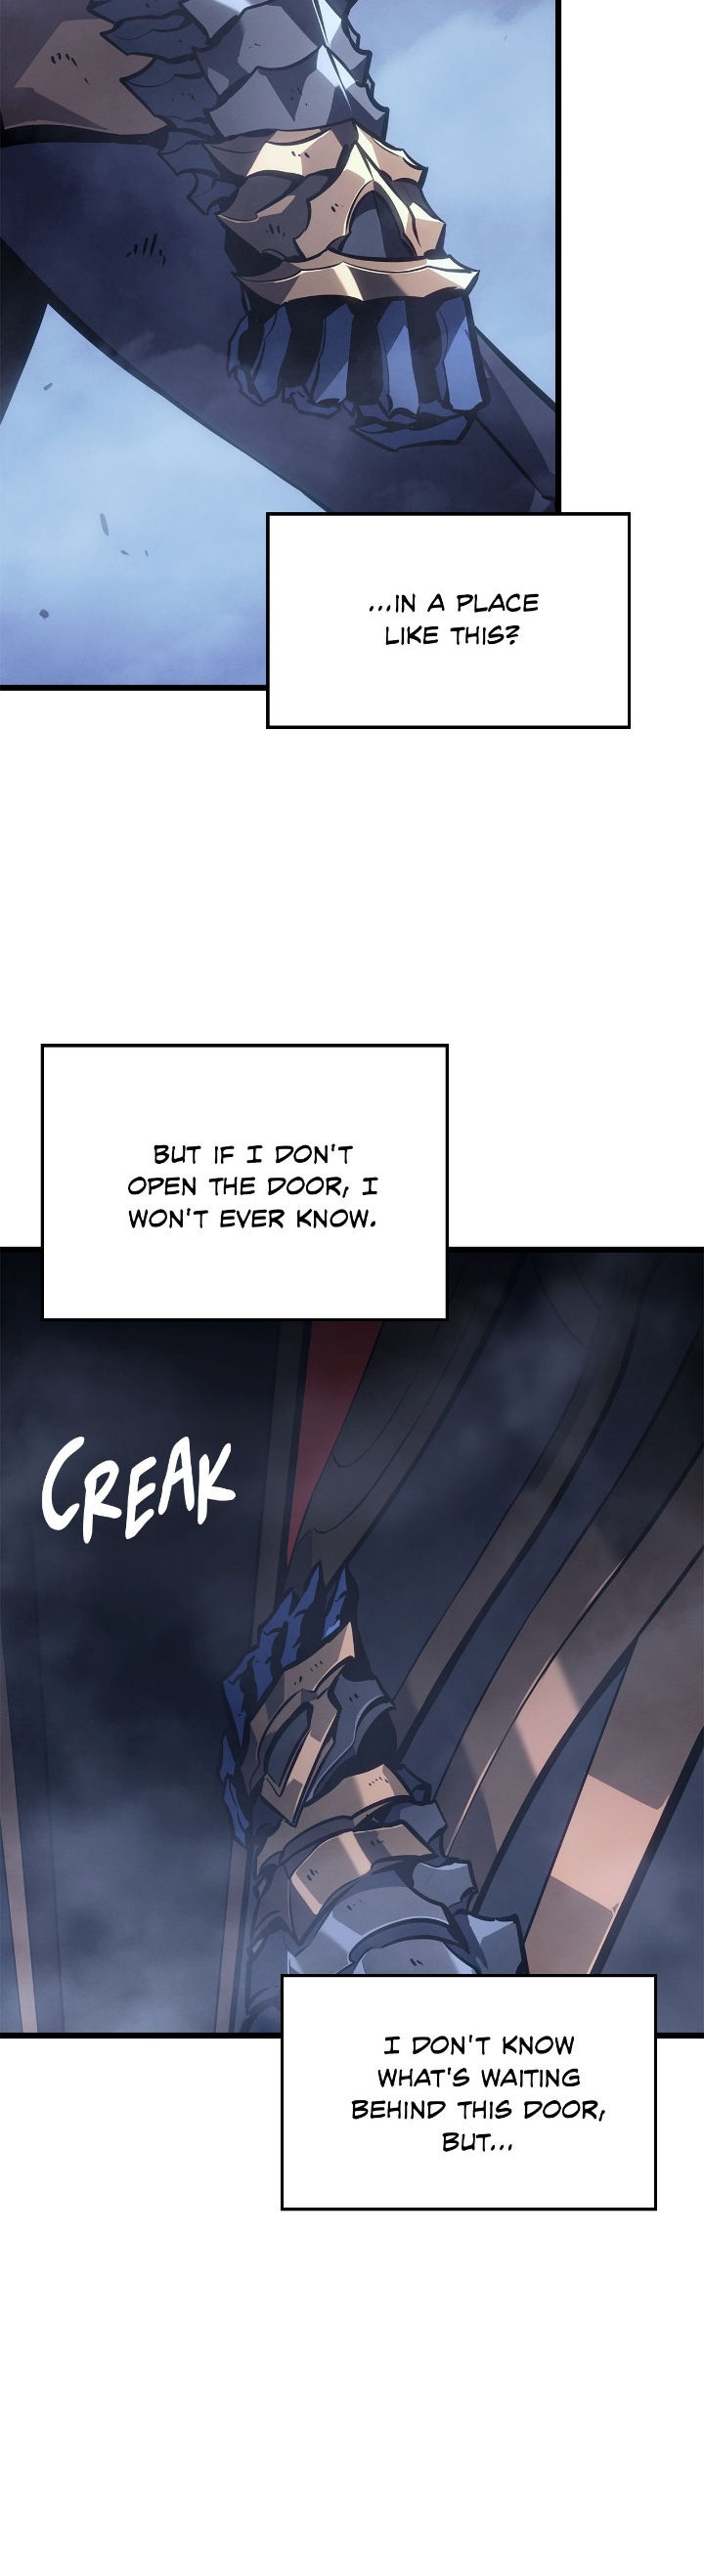 ...IN A PLACE
LIKE THIS?
BUT IF I DON'T
OPEN THE DOOR, I
WON'T EVER KNOW.
CREAK
I DON'T KNOW
WHAT'S WAITING
BEHIND THIS DOOR,
BUT...